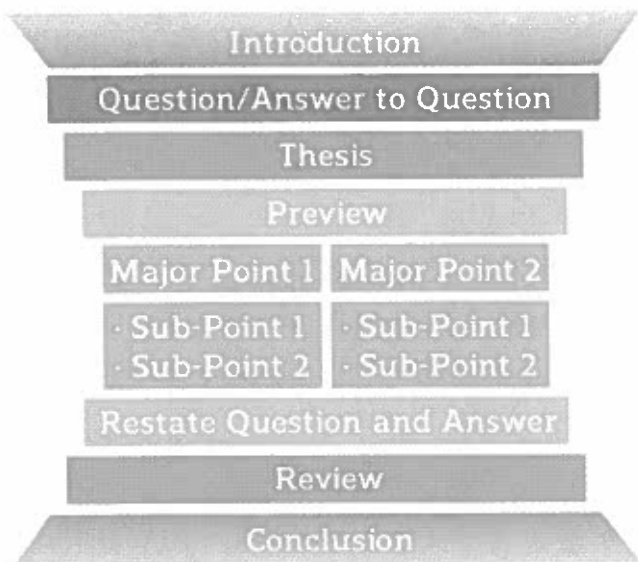 Introduction
Question/Answer to Question
Thesis
Preview
Major Point 1
Major Point 2
· Sub-Point 1
· Sub-Point 2
· Sub-Point 1
· Sub-Point 2
Restate Question and Answer
Review
Conclusion